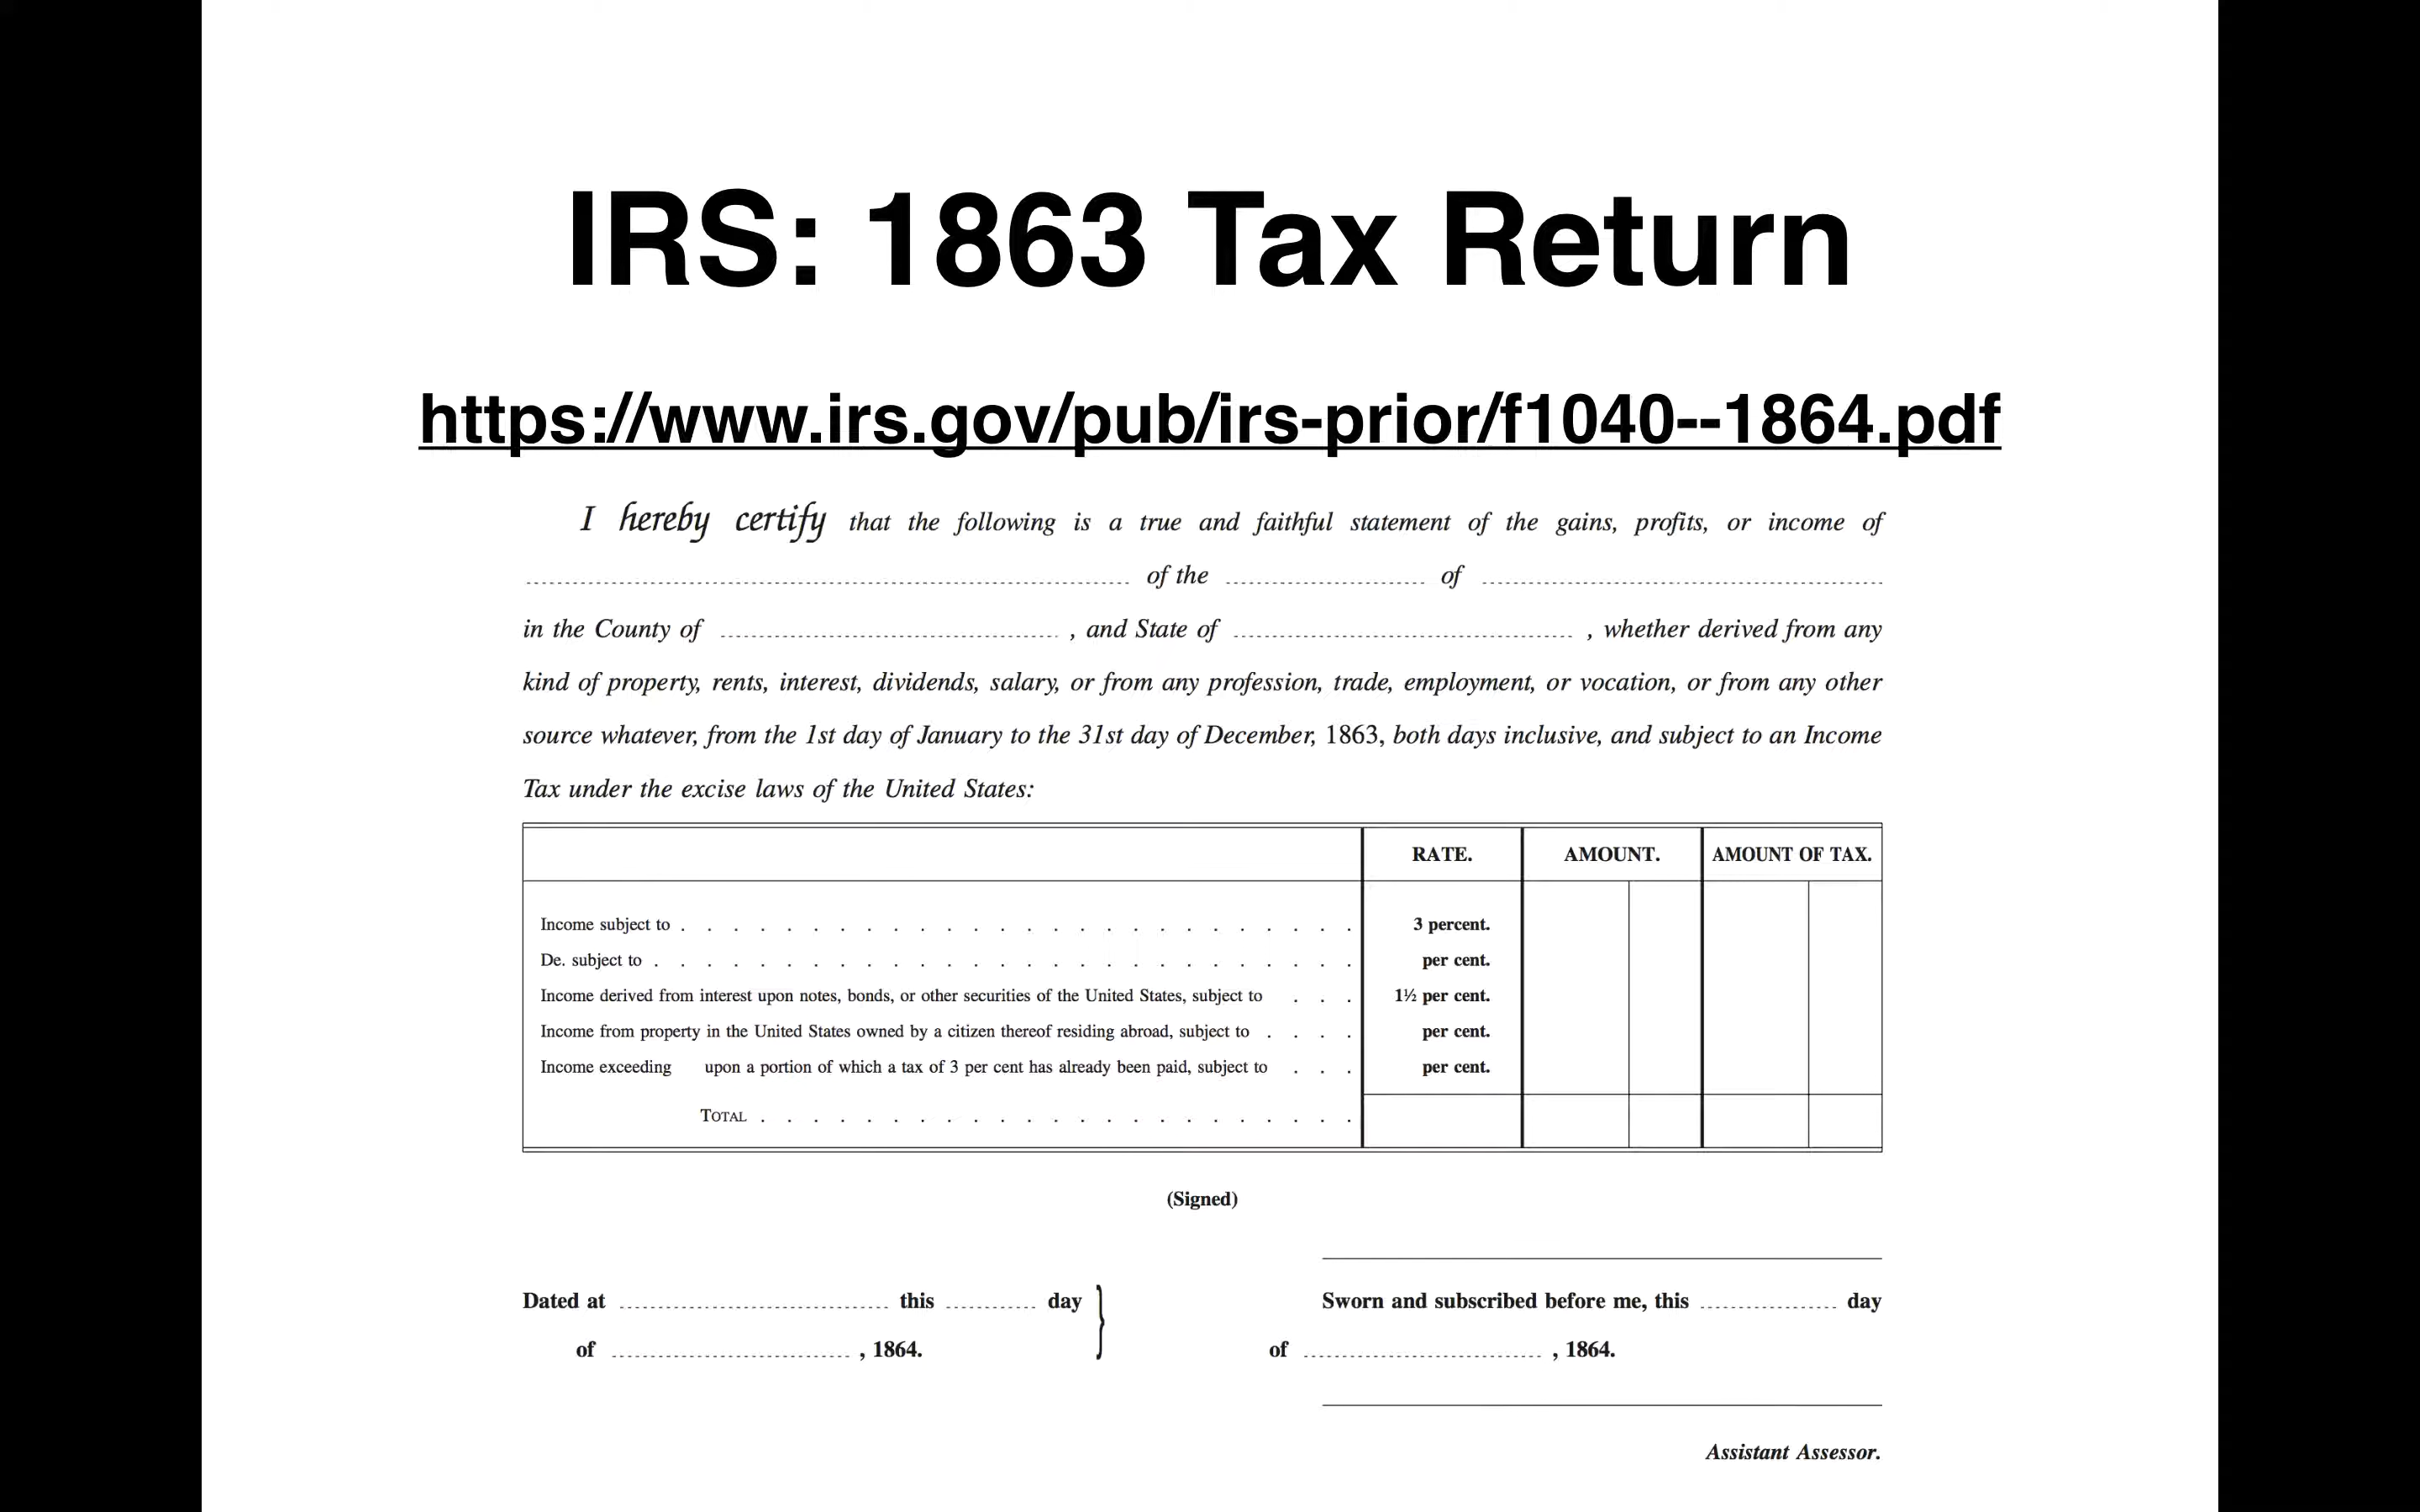 IRS: 1863 Tax Return
https://www.irs.gov/pub/irs-prior/f1040--1864.pdf
I hereby certify that the following is a true and faithful statement of the gains, profits, or income of
of the of
in the County of , and State of , whether derived from any
kind of property, rents, interest, dividends, salary, or from any profession, trade, employment, or vocation, or from any other
source whatever, from the 1st day of January to the 31st day of December, 1863, both days inclusive, and subject to an Income
Tax under the excise laws of the United States:
RATE. AMOUNT. AMOUNT OF TAX.
Income subject to . . . . . . . . . . . . . . . . . . . . . . . . . . 3 percent.
De. subject to . . . . . . . . . . . . . . . . . . . . . . . . . . . per cent.
Income derived from interest upon notes, bonds, or other securities of the United States, subject to . . . 1½ per cent.
Income from property in the United States owned by a citizen thereof residing abroad, subject to . . . . per cent.
Income exceeding upon a portion of which a tax of 3 per cent has already been paid, subject to . . . per cent.
TOTAL . . . . . . . . . . . . . . . . . . . . . . .
(Signed)
Dated at this day } Sworn and subscribed before me, this day
of , 1864. of , 1864.
Assistant Assessor.